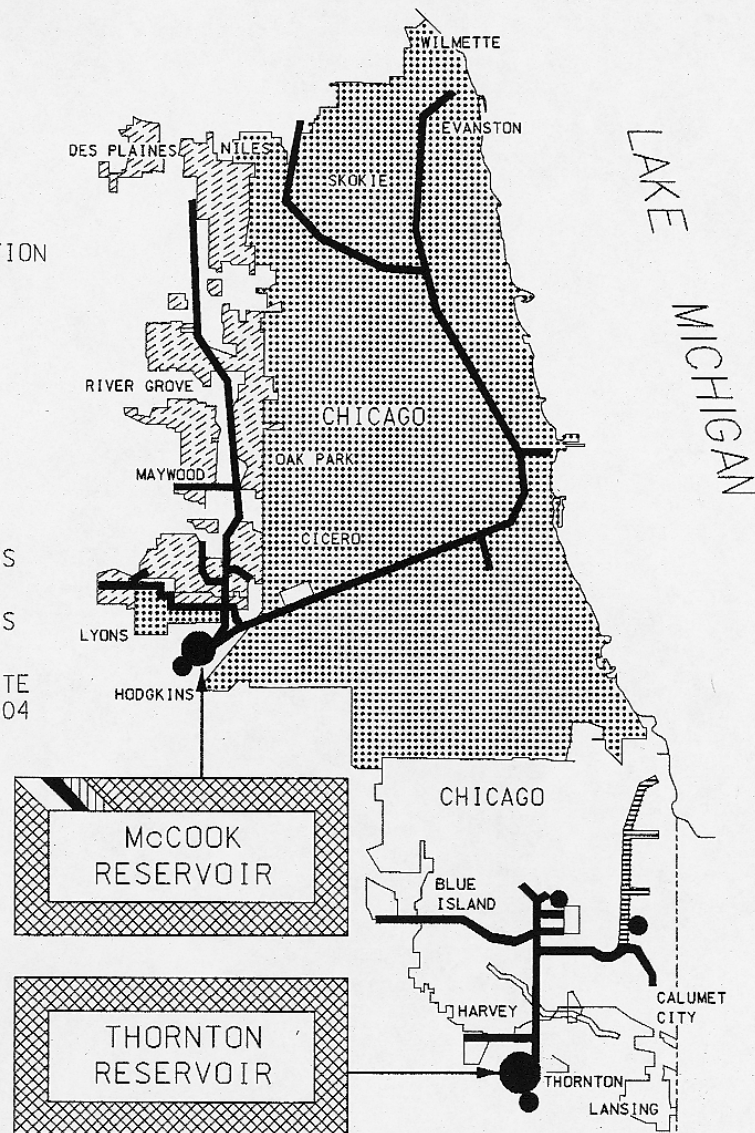 WILMETTE
EVANSTON
DES PLAINES
NILES
SKOKIE
LAKE
MICHIGAN
TION
RIVER GROVE
CHICAGO
MAYWOOD
OAK PARK
CICERO
S
S
LYONS
TE
04
HODGKINS
McCOOK
RESERVOIR
CHICAGO
BLUE
ISLAND
CALUMET
CITY
HARVEY
THORNTON
RESERVOIR
THORNTON
LANSING